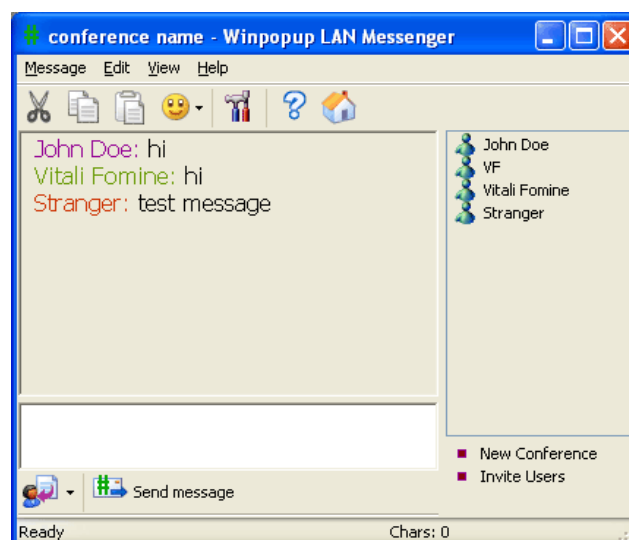 # conference name - Winpopup LAN Messenger
Message Edit View Help
John Doe: hi
Vitali Fomine: hi
Stranger: test message
John Doe
VF
Vitali Fomine
Stranger
New Conference
Invite Users
# Send message
Ready Chars: 0